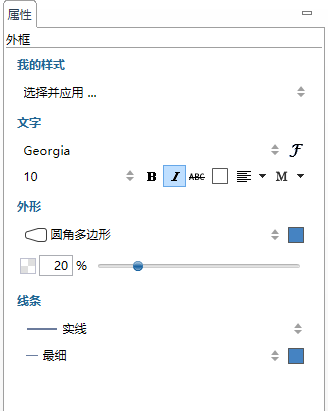 属性
外框
我的样式
选择并应用 ...
文字
Georgia F
10 B I ABC M
外形
圆角多边形
20 %
线条
实线
最细